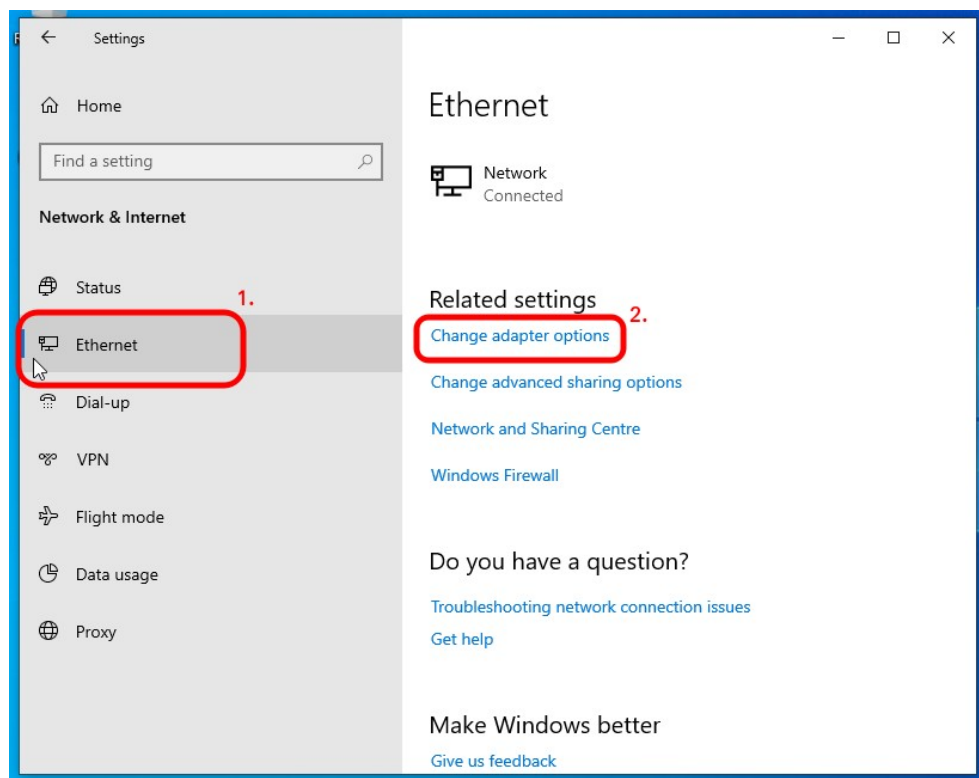 Settings
Home
Find a setting
Network & Internet
Status
1.
Ethernet
Dial-up
VPN
Flight mode
Data usage
Proxy
Ethernet
Network
Connected
Related settings
2.
Change adapter options
Change advanced sharing options
Network and Sharing Centre
Windows Firewall
Do you have a question?
Troubleshooting network connection issues
Get help
Make Windows better
Give us feedback